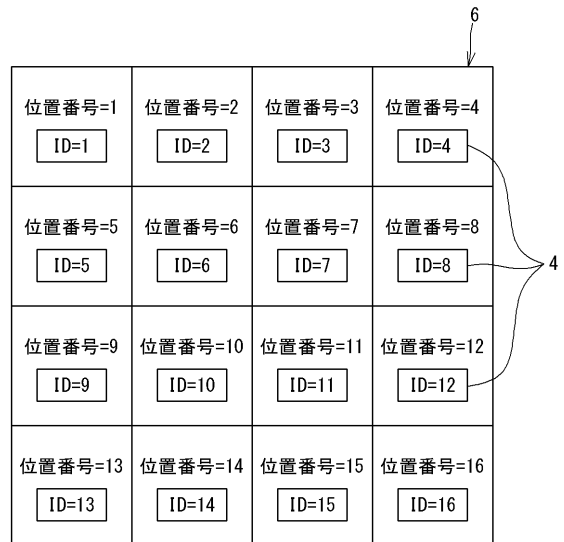 6
位置番号=1 位置番号=2 位置番号=3 位置番号=4
ID=1 ID=2 ID=3 ID=4
位置番号=5 位置番号=6 位置番号=7 位置番号=8
ID=5 ID=6 ID=7 ID=8
4
位置番号=9 位置番号=10 位置番号=11 位置番号=12
ID=9 ID=10 ID=11 ID=12
位置番号=13 位置番号=14 位置番号=15 位置番号=16
ID=13 ID=14 ID=15 ID=16